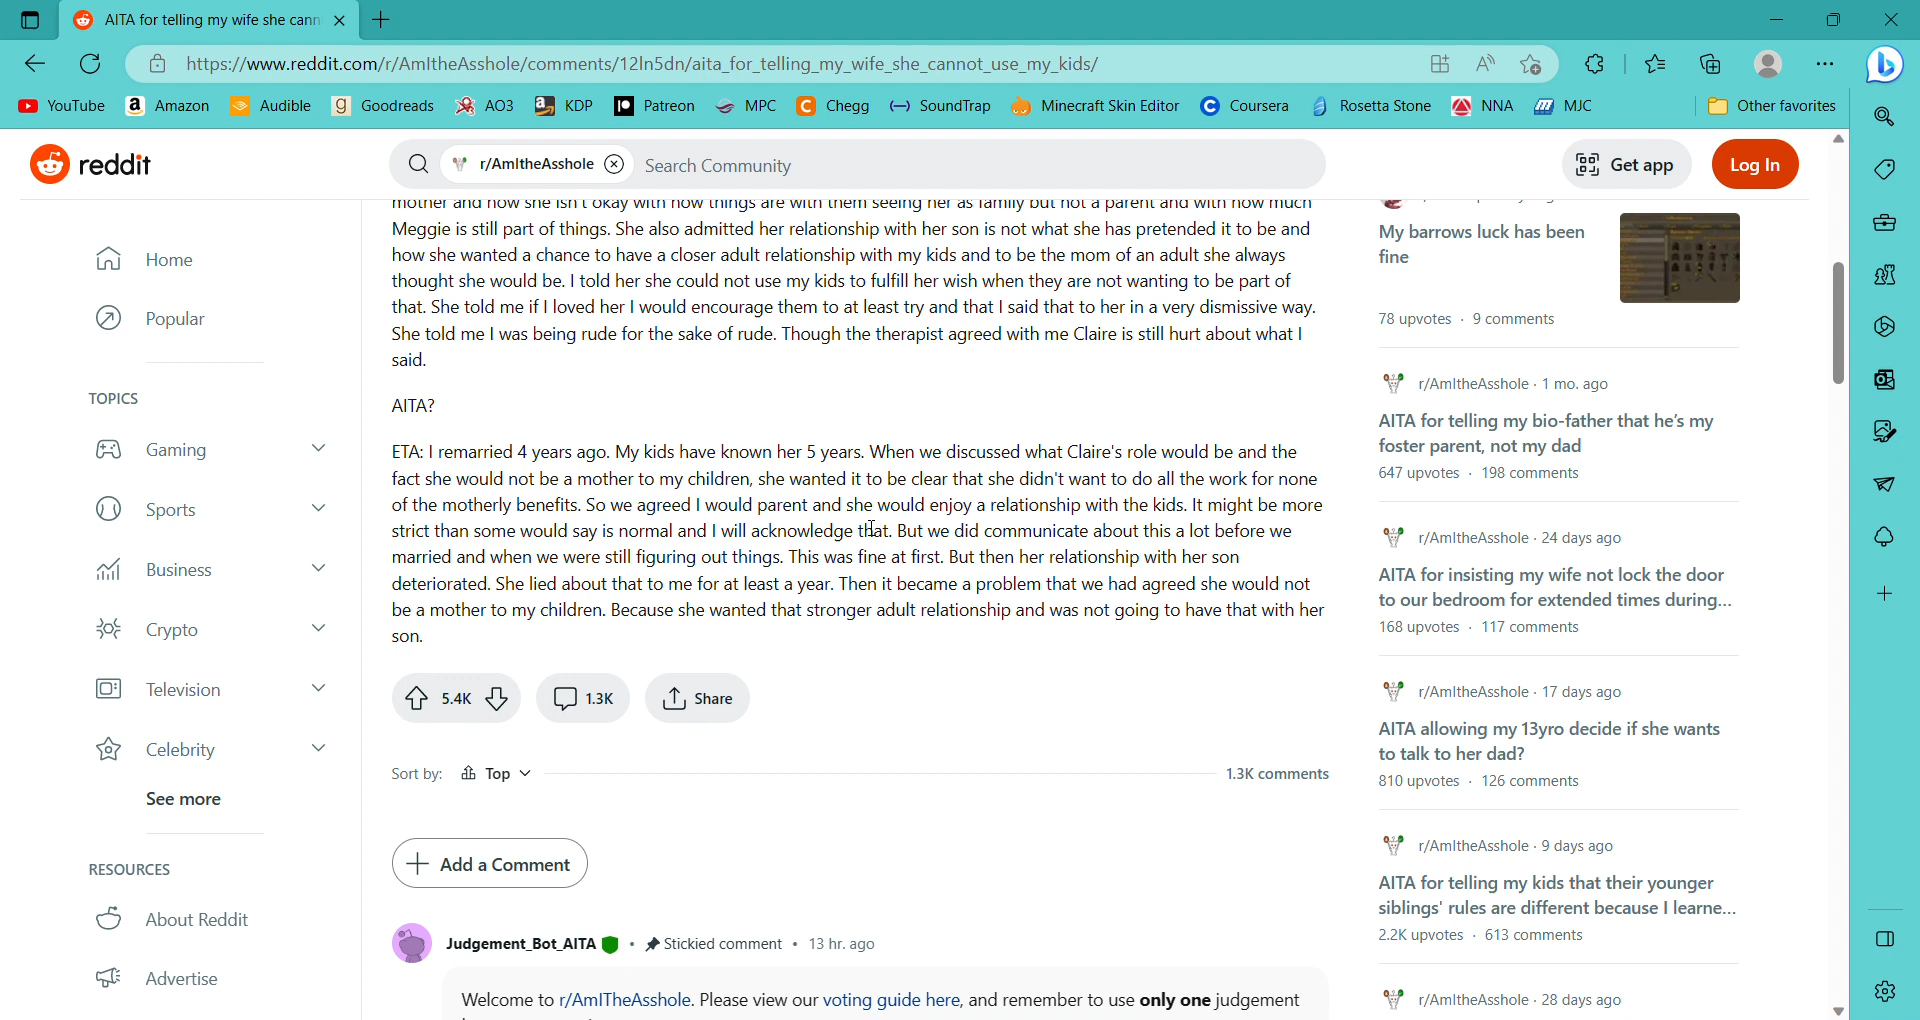 AITA for telling my wife she cann
https://www.reddit.com/r/AmItheAsshole/comments/12ln5dn/aita_for_telling_my_wife_she_cannot_use_my_kids/
YouTube Amazon Audible Goodreads AO3 KDP Patreon MPC Chegg SoundTrap Minecraft Skin Editor Coursera Rosetta Stone NNA MJC Other favorites
reddit r/AmItheAsshole Search Community Get app Log In
Home
Popular
TOPICS
Gaming
Sports
Business
Crypto
Television
Celebrity
See more
RESOURCES
About Reddit
Advertise
mother and how she isn't okay with how things are with them seeing her as family but not a parent and with how much
Meggie is still part of things. She also admitted her relationship with her son is not what she has pretended it to be and
how she wanted a chance to have a closer adult relationship with my kids and to be the mom of an adult she always
thought she would be. I told her she could not use my kids to fulfill her wish when they are not wanting to be part of
that. She told me if I loved her I would encourage them to at least try and that I said that to her in a very dismissive way.
She told me I was being rude for the sake of rude. Though the therapist agreed with me Claire is still hurt about what I
said.
AITA?
ETA: I remarried 4 years ago. My kids have known her 5 years. When we discussed what Claire's role would be and the
fact she would not be a mother to my children, she wanted it to be clear that she didn't want to do all the work for none
of the motherly benefits. So we agreed I would parent and she would enjoy a relationship with the kids. It might be more
strict than some would say is normal and I will acknowledge that. But we did communicate about this a lot before we
married and when we were still figuring out things. This was fine at first. But then her relationship with her son
deteriorated. She lied about that to me for at least a year. Then it became a problem that we had agreed she would not
be a mother to my children. Because she wanted that stronger adult relationship and was not going to have that with her
son.
5.4K 1.3K Share
Sort by: Top 1.3K comments
Add a Comment
Judgement_Bot_AITA • Stickied comment • 13 hr. ago
Welcome to r/AmITheAsshole. Please view our voting guide here, and remember to use only one judgement
My barrows luck has been
fine
78 upvotes · 9 comments
r/AmItheAsshole · 1 mo. ago
AITA for telling my bio-father that he's my
foster parent, not my dad
647 upvotes · 198 comments
r/AmItheAsshole · 24 days ago
AITA for insisting my wife not lock the door
to our bedroom for extended times during...
168 upvotes · 117 comments
r/AmItheAsshole · 17 days ago
AITA allowing my 13yro decide if she wants
to talk to her dad?
810 upvotes · 126 comments
r/AmItheAsshole · 9 days ago
AITA for telling my kids that their younger
siblings' rules are different because I learne...
2.2K upvotes · 613 comments
r/AmItheAsshole · 28 days ago